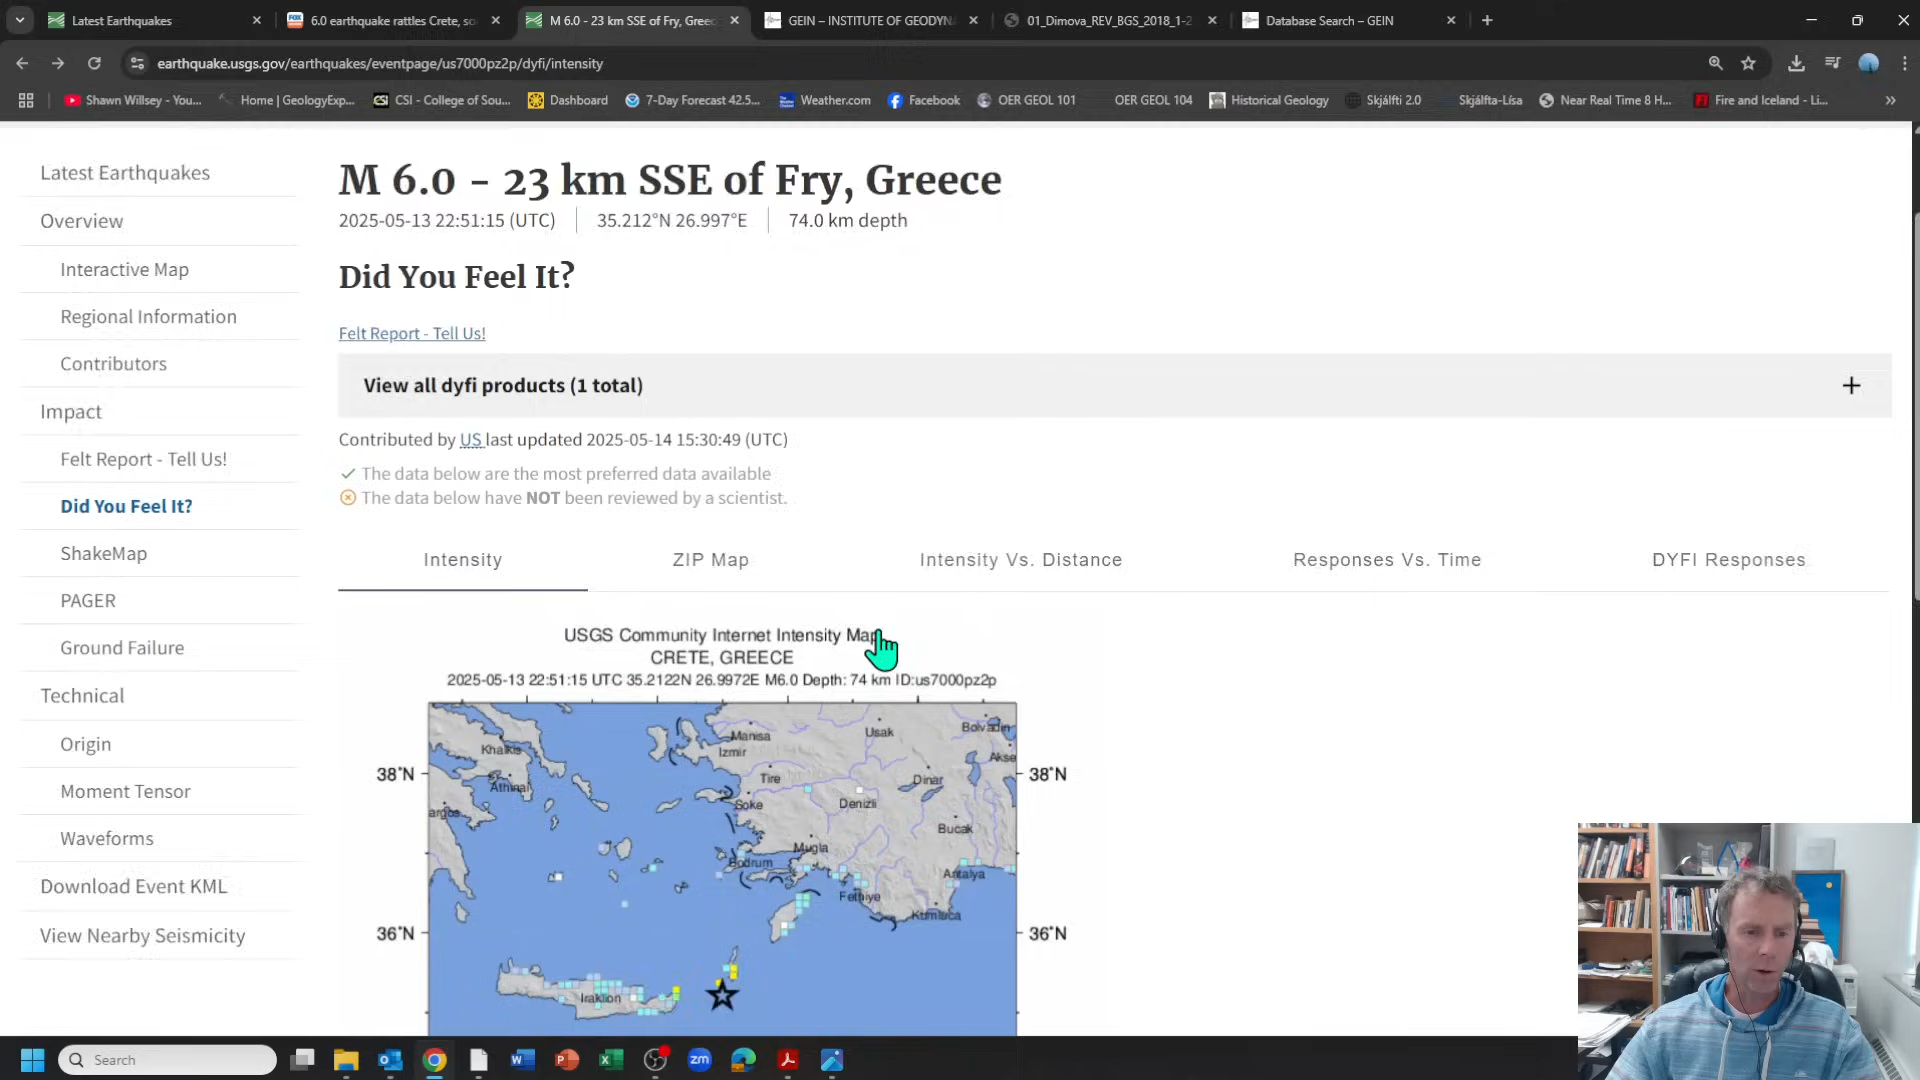 Latest Earthquakes
6.0 earthquake rattles Crete, so
M 6.0 - 23 km SSE of Fry, Greec
GEIN – INSTITUTE OF GEODYN
01_Dimova_REV_BGS_2018_1-2
Database Search – GEIN
earthquake.usgs.gov/earthquakes/eventpage/us7000pz2p/dyfi/intensity
Shawn Willsey - You...
Home | GeologyExp...
CSI - College of Sou...
Dashboard
7-Day Forecast 42.5...
Weather.com
Facebook
OER GEOL 101
OER GEOL 104
Historical Geology
Skjálfti 2.0
Skjálfta-Lísa
Near Real Time 8 H...
Fire and Iceland - Li...
Latest Earthquakes
Overview
Interactive Map
Regional Information
Contributors
Impact
Felt Report - Tell Us!
Did You Feel It?
ShakeMap
PAGER
Ground Failure
Technical
Origin
Moment Tensor
Waveforms
Download Event KML
View Nearby Seismicity
M 6.0 - 23 km SSE of Fry, Greece
2025-05-13 22:51:15 (UTC)
35.212°N 26.997°E
74.0 km depth
Did You Feel It?
Felt Report - Tell Us!
View all dyfi products (1 total)
Contributed by US last updated 2025-05-14 15:30:49 (UTC)
The data below are the most preferred data available
The data below have NOT been reviewed by a scientist.
Intensity
ZIP Map
Intensity Vs. Distance
Responses Vs. Time
DYFI Responses
USGS Community Internet Intensity Map
CRETE, GREECE
2025-05-13 22:51:15 UTC 35.2122N 26.9972E M6.0 Depth: 74 km ID:us7000pz2p
Khalkis
Manisa
Usak
Bolvadin
Izmir
Akse
38°N
Tire
Dinar
38°N
Athinai
Soke
Denizli
argos
Bucak
Mugla
Bodrum
Antalya
Fethiye
Kumluca
36°N
36°N
Iraklion
Search